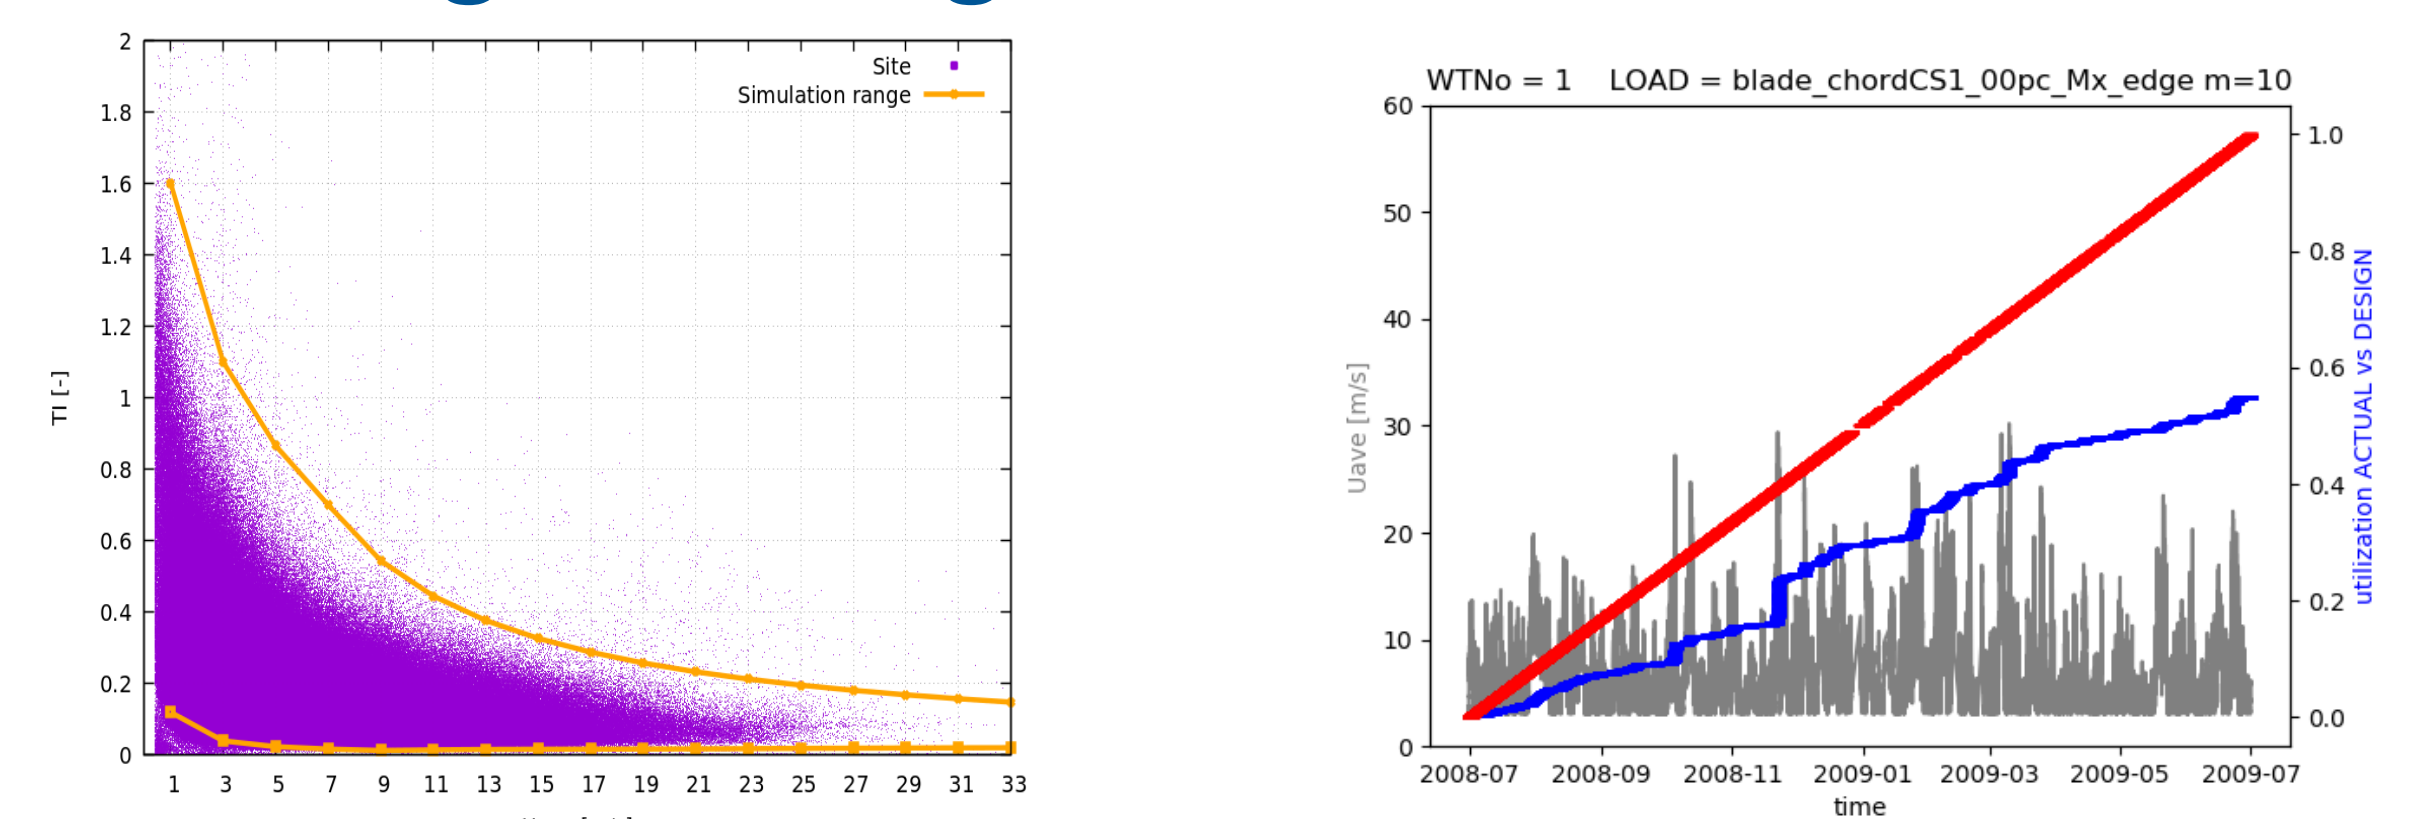 2
1.8
1.6
1.4
1.2
1
0.8
0.6
0.4
0.2
0
TI [-]
Site
Simulation range
1 3 5 7 9 11 13 15 17 19 21 23 25 27 29 31 33
WTNo = 1 LOAD = blade_chordCS1_00pc_Mx_edge m=10
60
50
40
30
20
10
0
Uave [m/s]
1.0
0.8
0.6
0.4
0.2
0.0
utilization ACTUAL vs DESIGN
2008-07 2008-09 2008-11 2009-01 2009-03 2009-05 2009-07
time